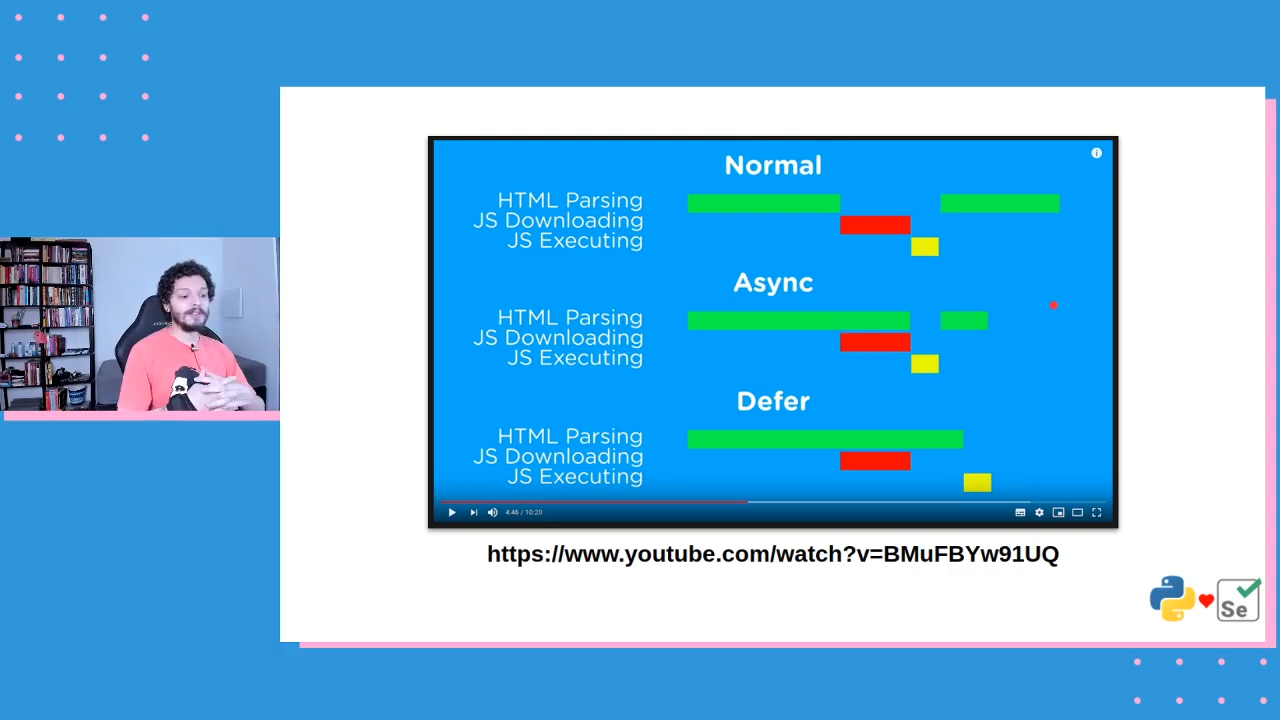 Normal
HTML Parsing
JS Downloading
JS Executing
Async
HTML Parsing
JS Downloading
JS Executing
Defer
HTML Parsing
JS Downloading
JS Executing
4:46 / 10:20
https://www.youtube.com/watch?v=BMuFBYw91UQ
Se